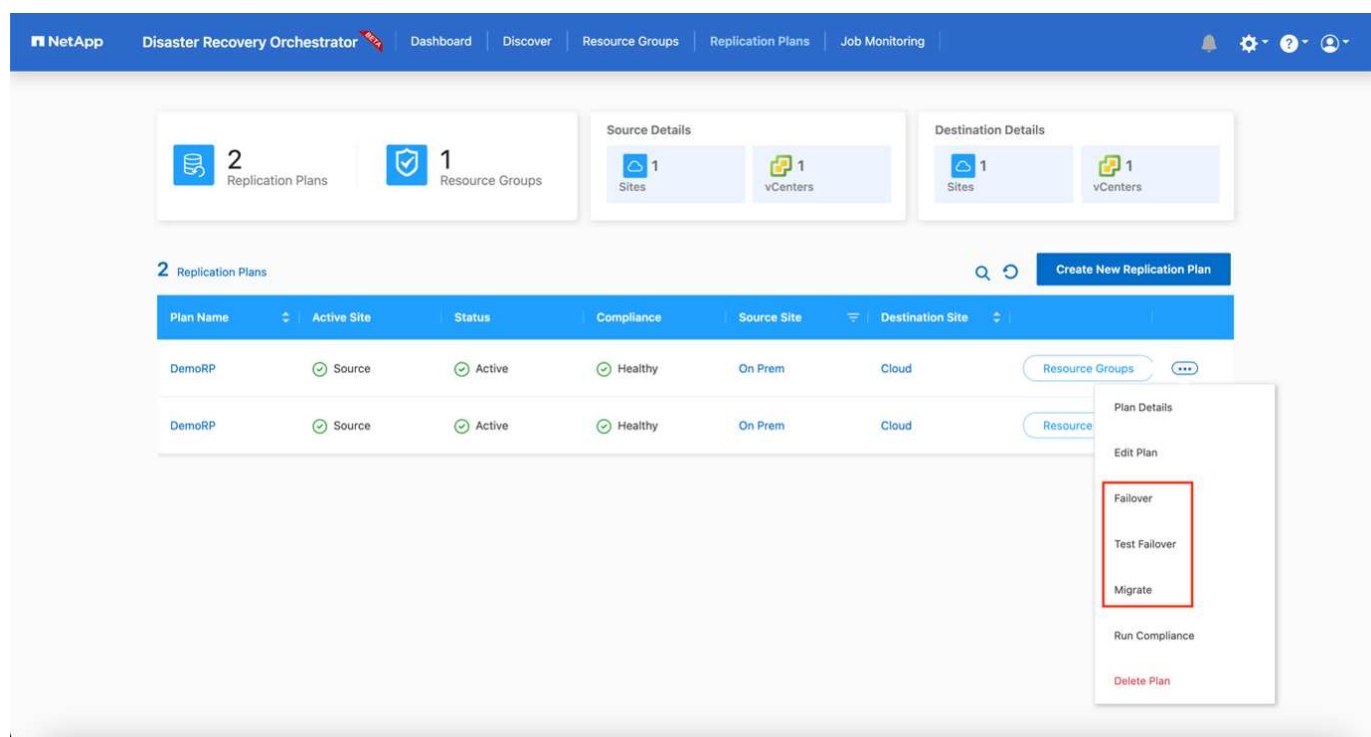 NetApp Disaster Recovery Orchestrator BETA Dashboard Discover Resource Groups Replication Plans Job Monitoring
Source Details Destination Details
2 1 1 1 1 1
Replication Plans Resource Groups Sites vCenters Sites vCenters
2 Replication Plans Create New Replication Plan
Plan Name Active Site Status Compliance Source Site Destination Site
DemoRP Source Active Healthy On Prem Cloud Resource Groups
DemoRP Source Active Healthy On Prem Cloud Resource
Plan Details
Edit Plan
Failover
Test Failover
Migrate
Run Compliance
Delete Plan